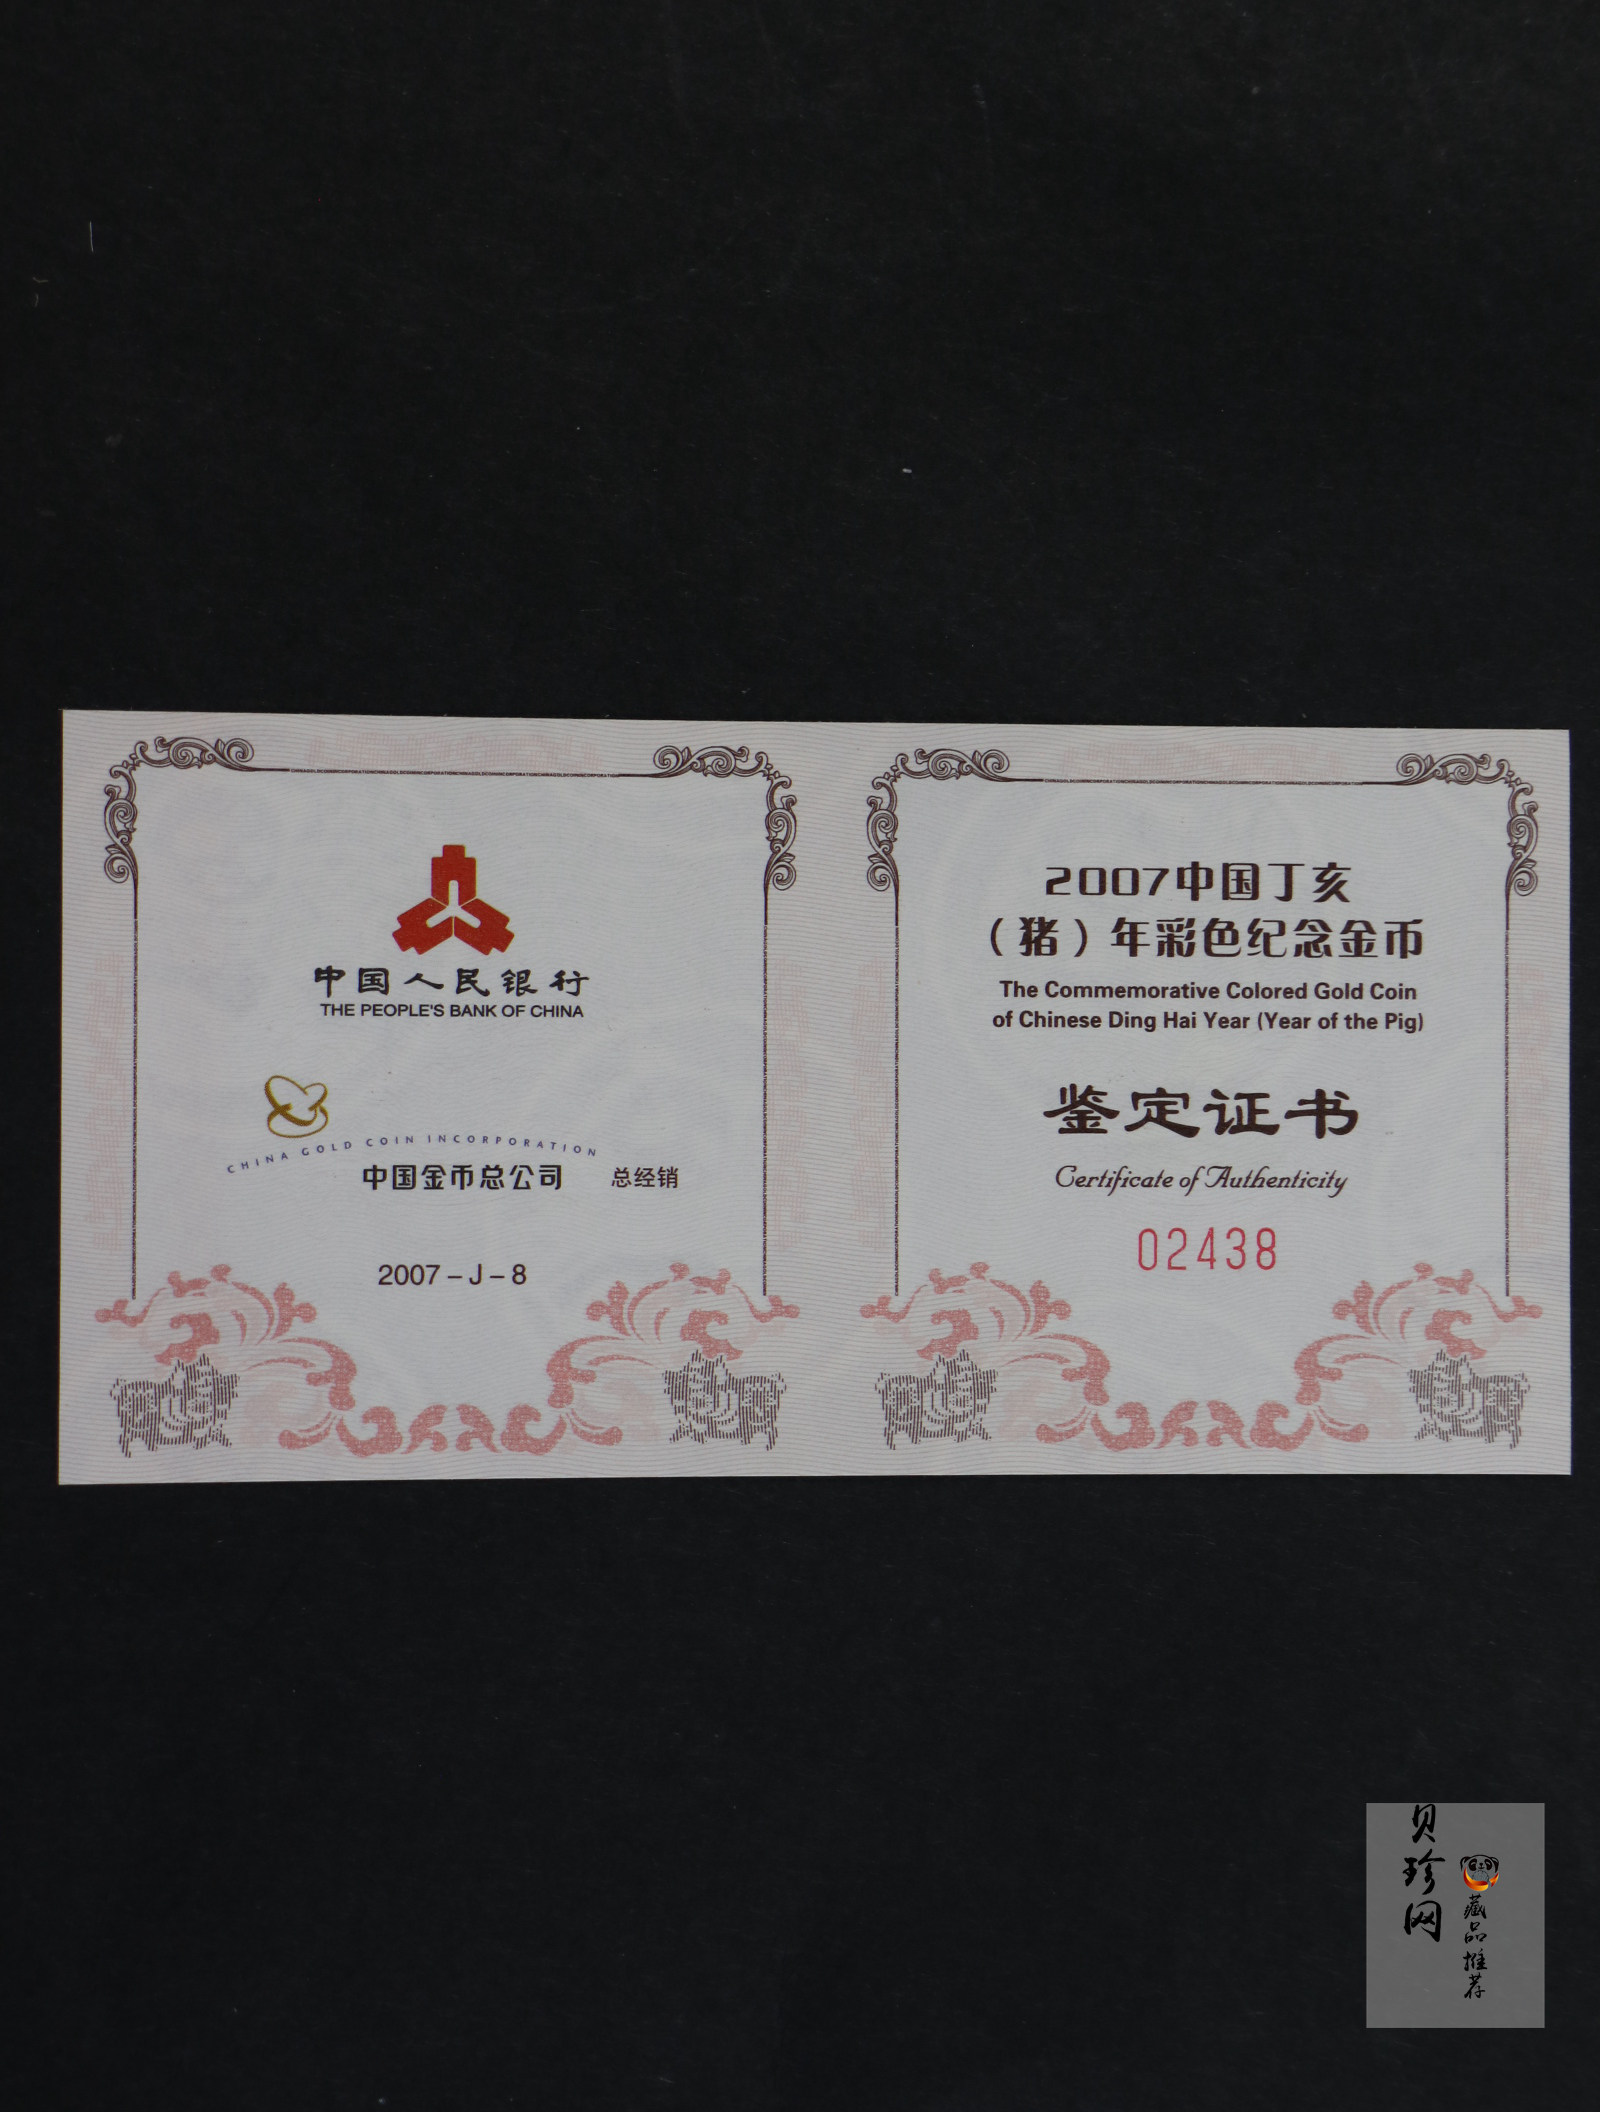 中国人民银行
THE PEOPLE'S BANK OF CHINA
CHINA GOLD COIN INCORPORATION
中国金币总公司 总经销
2007－J－8
2007中国丁亥
（猪）年彩色纪念金币
The Commemorative Colored Gold Coin
of Chinese Ding Hai Year (Year of the Pig)
鉴定证书
Certificate of Authenticity
02438
贝珍网
藏品推荐